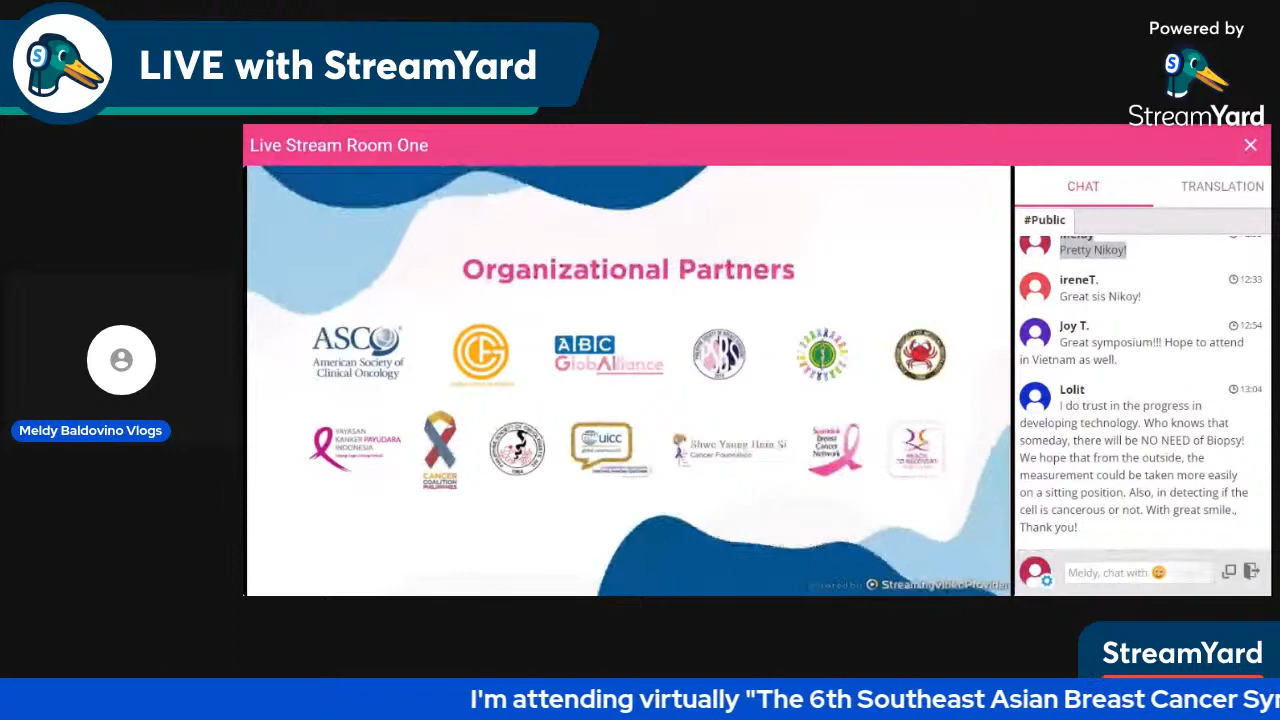 LIVE with StreamYard
Powered by
StreamYard
Live Stream Room One
CHAT
TRANSLATION
#Public
Organizational Partners
ASCO
American Society of
Clinical Oncology
ABC
GlobAlliance
YAYASAN
KANKER PAYUDARA
INDONESIA
CANCER
COALITION
PHILIPPINES
uicc
Shwe Yaung Hnin Si
Cancer Foundation
Breast
Cancer
Network
Pretty Nikoy!
ireneT.
12:33
Great sis Nikoy!
Joy T.
12:54
Great symposium!!! Hope to attend
in Vietnam as well.
Lolit
13:04
I do trust in the progress in
developing technology. Who knows that
someday, there will be NO NEED of Biopsy!
We hope that from the outside, the
measurement could be taken more easily
on a sitting position. Also, in detecting if the
cell is cancerous or not. With great smile.,
Thank you!
Meldy, chat with
Meldy Baldovino Vlogs
powered by StreamingVideoProvider
StreamYard
I'm attending virtually "The 6th Southeast Asian Breast Cancer Sy